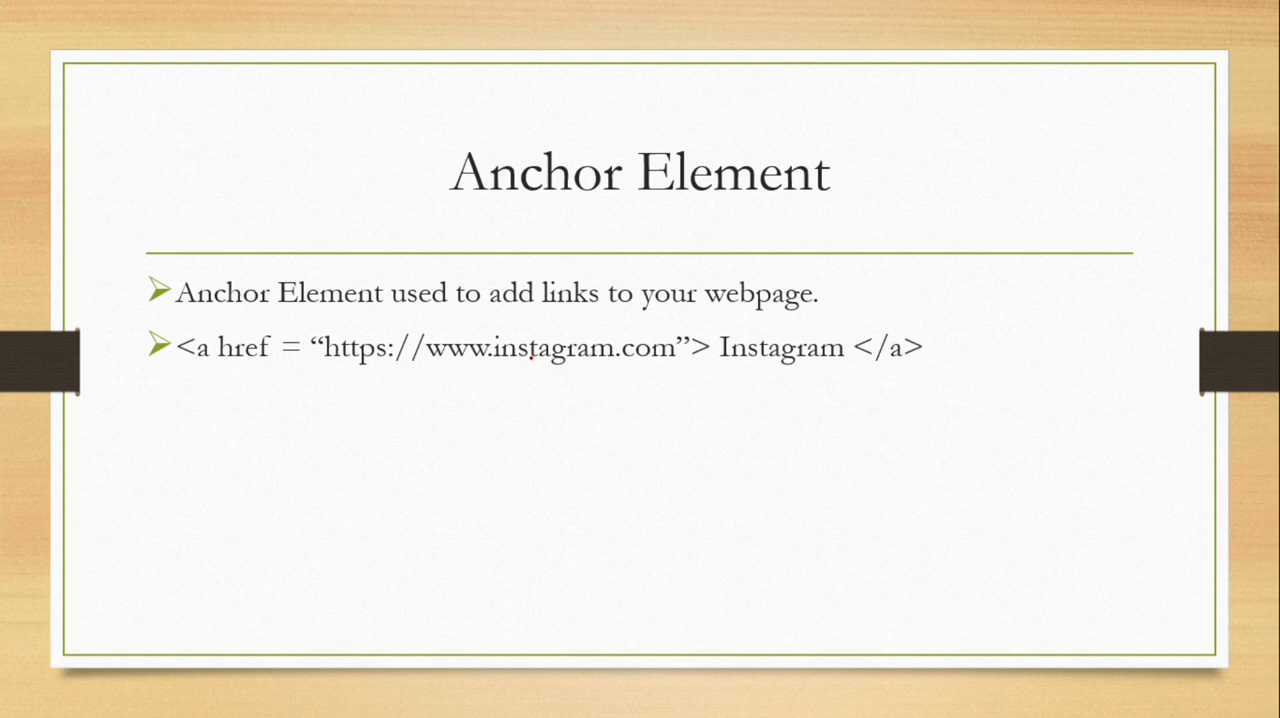 Anchor Element
Anchor Element used to add links to your webpage.
<a href = “https://www.instagram.com”> Instagram </a>